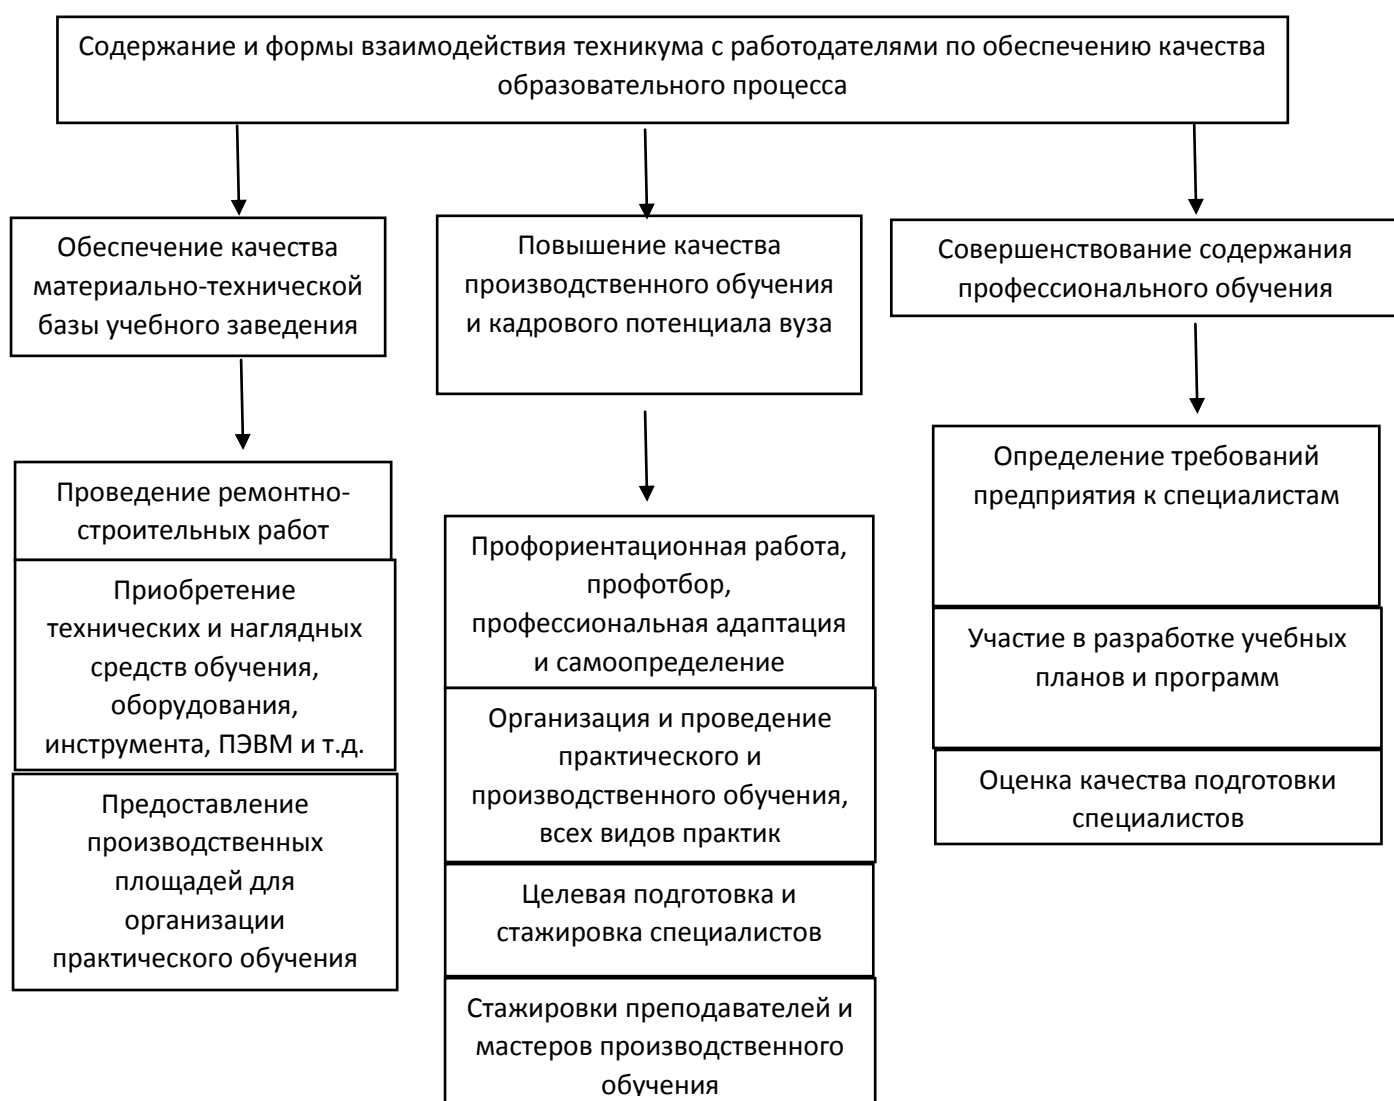 Содержание и формы взаимодействия техникума с работодателями по обеспечению качества
образовательного процесса
Обеспечение качества
материально-технической
базы учебного заведения
Проведение ремонтно-
строительных работ
Приобретение
технических и наглядных
средств обучения,
оборудования,
инструмента, ПЭВМ и т.д.
Предоставление
производственных
площадей для
организации
практического обучения
Повышение качества
производственного обучения
и кадрового потенциала вуза
Профориентационная работа,
профотбор,
профессиональная адаптация
и самоопределение
Организация и проведение
практического и
производственного обучения,
всех видов практик
Целевая подготовка и
стажировка специалистов
Стажировки преподавателей и
мастеров производственного
обучения
Совершенствование содержания
профессионального обучения
Определение требований
предприятия к специалистам
Участие в разработке учебных
планов и программ
Оценка качества подготовки
специалистов